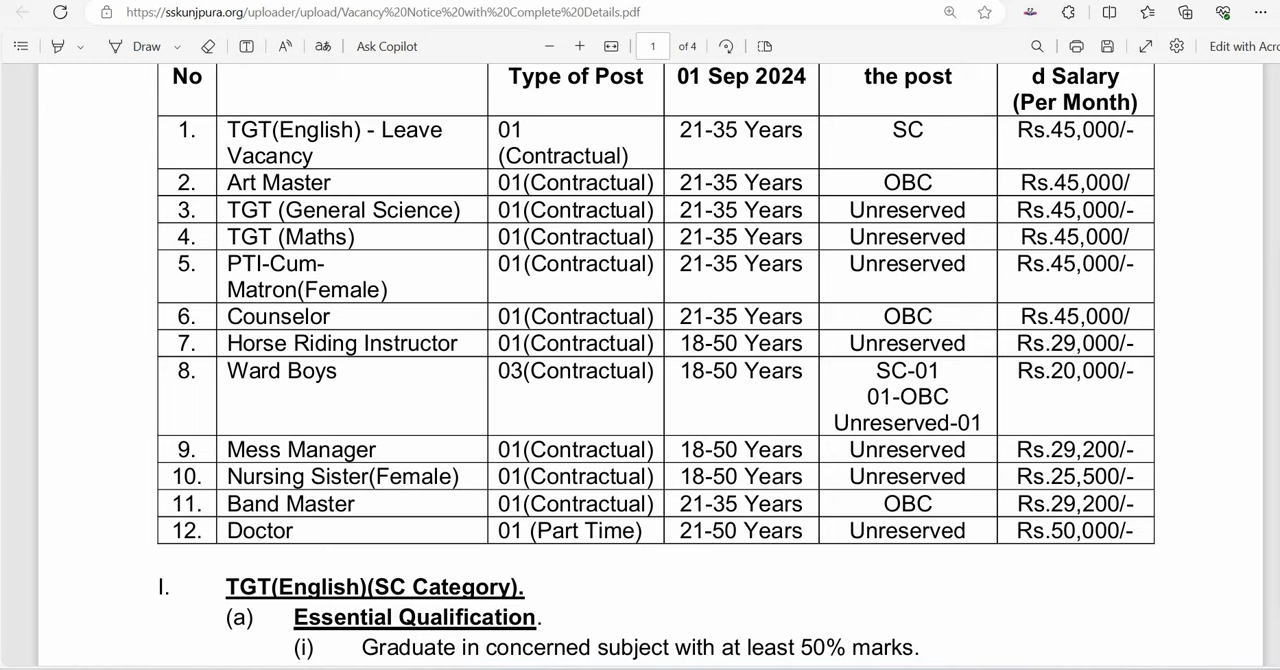 https://sskunjpura.org/uploader/upload/Vacancy%20Notice%20with%20Complete%20Details.pdf
Draw Ask Copilot 1 of 4 Edit with Acro
No Type of Post 01 Sep 2024 the post d Salary
(Per Month)
1. TGT(English) - Leave Vacancy 01 (Contractual) 21-35 Years SC Rs.45,000/-
2. Art Master 01(Contractual) 21-35 Years OBC Rs.45,000/
3. TGT (General Science) 01(Contractual) 21-35 Years Unreserved Rs.45,000/-
4. TGT (Maths) 01(Contractual) 21-35 Years Unreserved Rs.45,000/
5. PTI-Cum-Matron(Female) 01(Contractual) 21-35 Years Unreserved Rs.45,000/-
6. Counselor 01(Contractual) 21-35 Years OBC Rs.45,000/
7. Horse Riding Instructor 01(Contractual) 18-50 Years Unreserved Rs.29,000/-
8. Ward Boys 03(Contractual) 18-50 Years SC-01 Rs.20,000/-
01-OBC
Unreserved-01
9. Mess Manager 01(Contractual) 18-50 Years Unreserved Rs.29,200/-
10. Nursing Sister(Female) 01(Contractual) 18-50 Years Unreserved Rs.25,500/-
11. Band Master 01(Contractual) 21-35 Years OBC Rs.29,200/-
12. Doctor 01 (Part Time) 21-50 Years Unreserved Rs.50,000/-
I. TGT(English)(SC Category).
(a) Essential Qualification.
(i) Graduate in concerned subject with at least 50% marks.